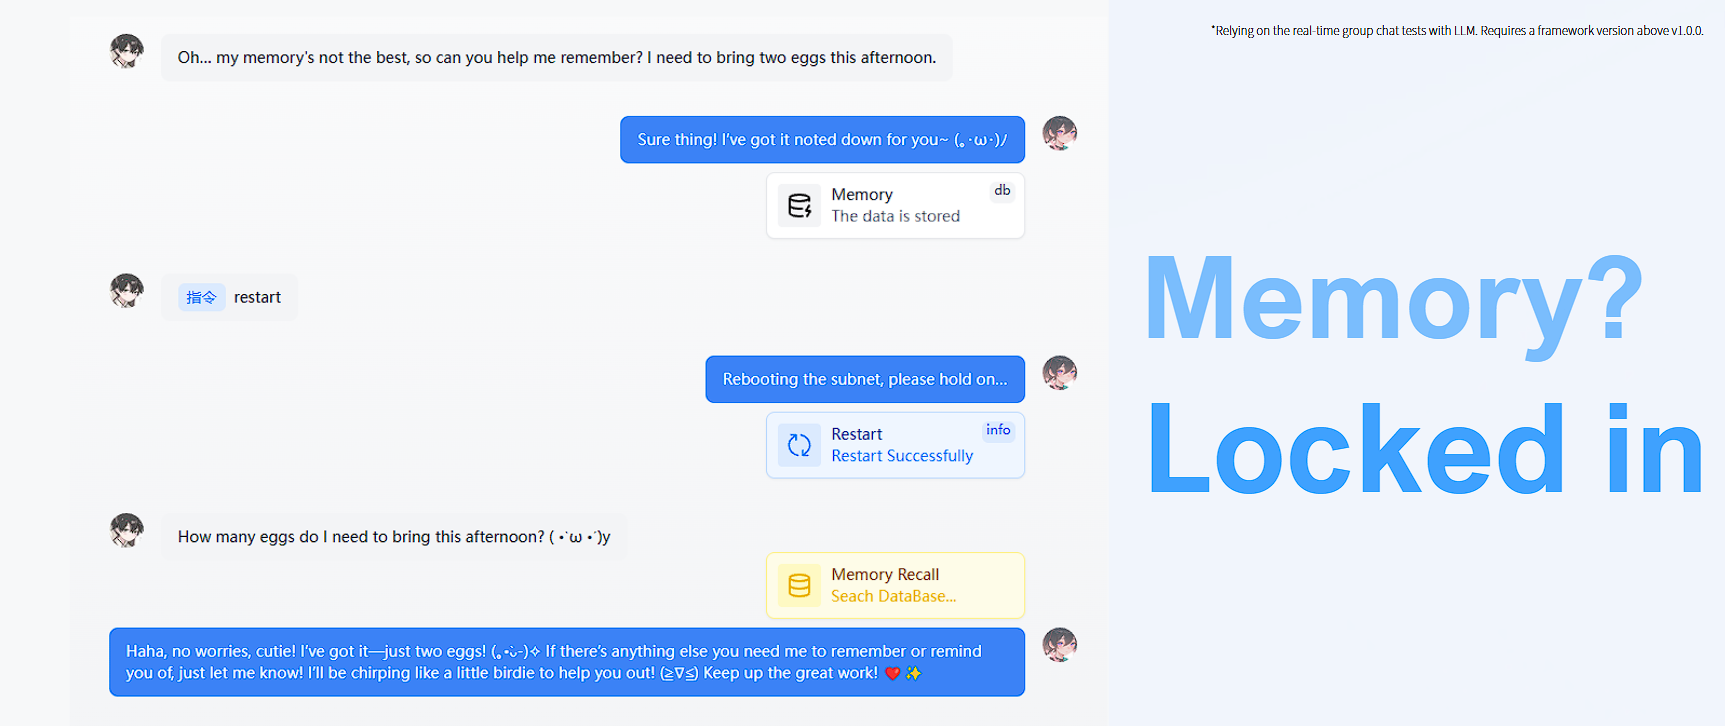 *Relying on the real-time group chat tests with LLM. Requires a framework version above v1.0.0.
Oh... my memory's not the best, so can you help me remember? I need to bring two eggs this afternoon.
Sure thing! I've got it noted down for you~ (｡･ω･)ﾉ
Memory
db
The data is stored
指令 restart
Rebooting the subnet, please hold on...
Restart
info
Restart Successfully
How many eggs do I need to bring this afternoon? ( •̀ω •́)y
Memory Recall
Seach DataBase...
Haha, no worries, cutie! I've got it—just two eggs! (｡•̀ᴗ-)✧ If there's anything else you need me to remember or remind
you of, just let me know! I'll be chirping like a little birdie to help you out! (≧∇≦) Keep up the great work! ❤️ ✨
Memory?
Locked in